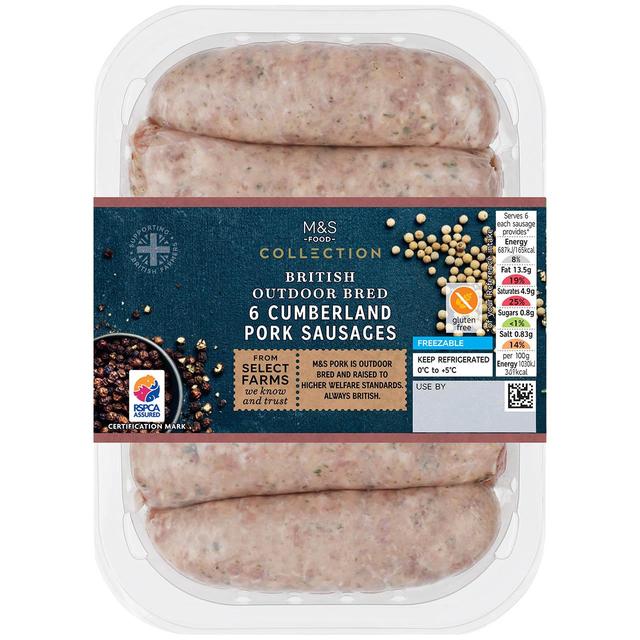 SUPPORTING
BRITISH FARMERS
M&S
-FOOD-
COLLECTION
BRITISH
OUTDOOR BRED
6 CUMBERLAND
PORK SAUSAGES
FROM
SELECT
FARMS
we know
and trust
M&S PORK IS OUTDOOR
BRED AND RAISED TO
HIGHER WELFARE STANDARDS.
ALWAYS BRITISH.
RSPCA
ASSURED
CERTIFICATION MARK
gluten
free
FREEZABLE
KEEP REFRIGERATED
0°C to +5°C
USE BY
Serves 6
each sausage
provides*
Energy
687kJ/165kcal
8%
Fat 13.5g
19%
Saturates 4.9g
25%
Sugars 0.8g
<1%
Salt 0.83g
14%
per 100g
Energy 1030kJ